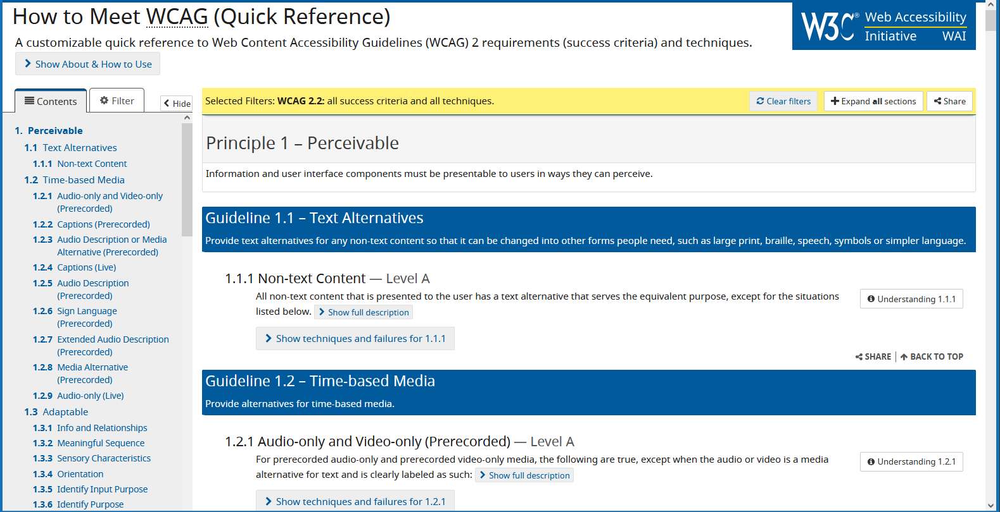 How to Meet WCAG (Quick Reference)
A customizable quick reference to Web Content Accessibility Guidelines (WCAG) 2 requirements (success criteria) and techniques.
Show About & How to Use
W3C® Web Accessibility
Initiative WAI
Contents
Filter
Hide
1. Perceivable
1.1 Text Alternatives
1.1.1 Non-text Content
1.2 Time-based Media
1.2.1 Audio-only and Video-only
(Prerecorded)
1.2.2 Captions (Prerecorded)
1.2.3 Audio Description or Media
Alternative (Prerecorded)
1.2.4 Captions (Live)
1.2.5 Audio Description
(Prerecorded)
1.2.6 Sign Language
(Prerecorded)
1.2.7 Extended Audio Description
(Prerecorded)
1.2.8 Media Alternative
(Prerecorded)
1.2.9 Audio-only (Live)
1.3 Adaptable
1.3.1 Info and Relationships
1.3.2 Meaningful Sequence
1.3.3 Sensory Characteristics
1.3.4 Orientation
1.3.5 Identify Input Purpose
1.3.6 Identify Purpose
Selected Filters: WCAG 2.2: all success criteria and all techniques.
Clear filters
Expand all sections
Share
Principle 1 – Perceivable
Information and user interface components must be presentable to users in ways they can perceive.
Guideline 1.1 – Text Alternatives
Provide text alternatives for any non-text content so that it can be changed into other forms people need, such as large print, braille, speech, symbols or simpler language.
1.1.1 Non-text Content — Level A
All non-text content that is presented to the user has a text alternative that serves the equivalent purpose, except for the situations
listed below. Show full description
Understanding 1.1.1
Show techniques and failures for 1.1.1
SHARE | BACK TO TOP
Guideline 1.2 – Time-based Media
Provide alternatives for time-based media.
1.2.1 Audio-only and Video-only (Prerecorded) — Level A
For prerecorded audio-only and prerecorded video-only media, the following are true, except when the audio or video is a media
alternative for text and is clearly labeled as such: Show full description
Understanding 1.2.1
Show techniques and failures for 1.2.1